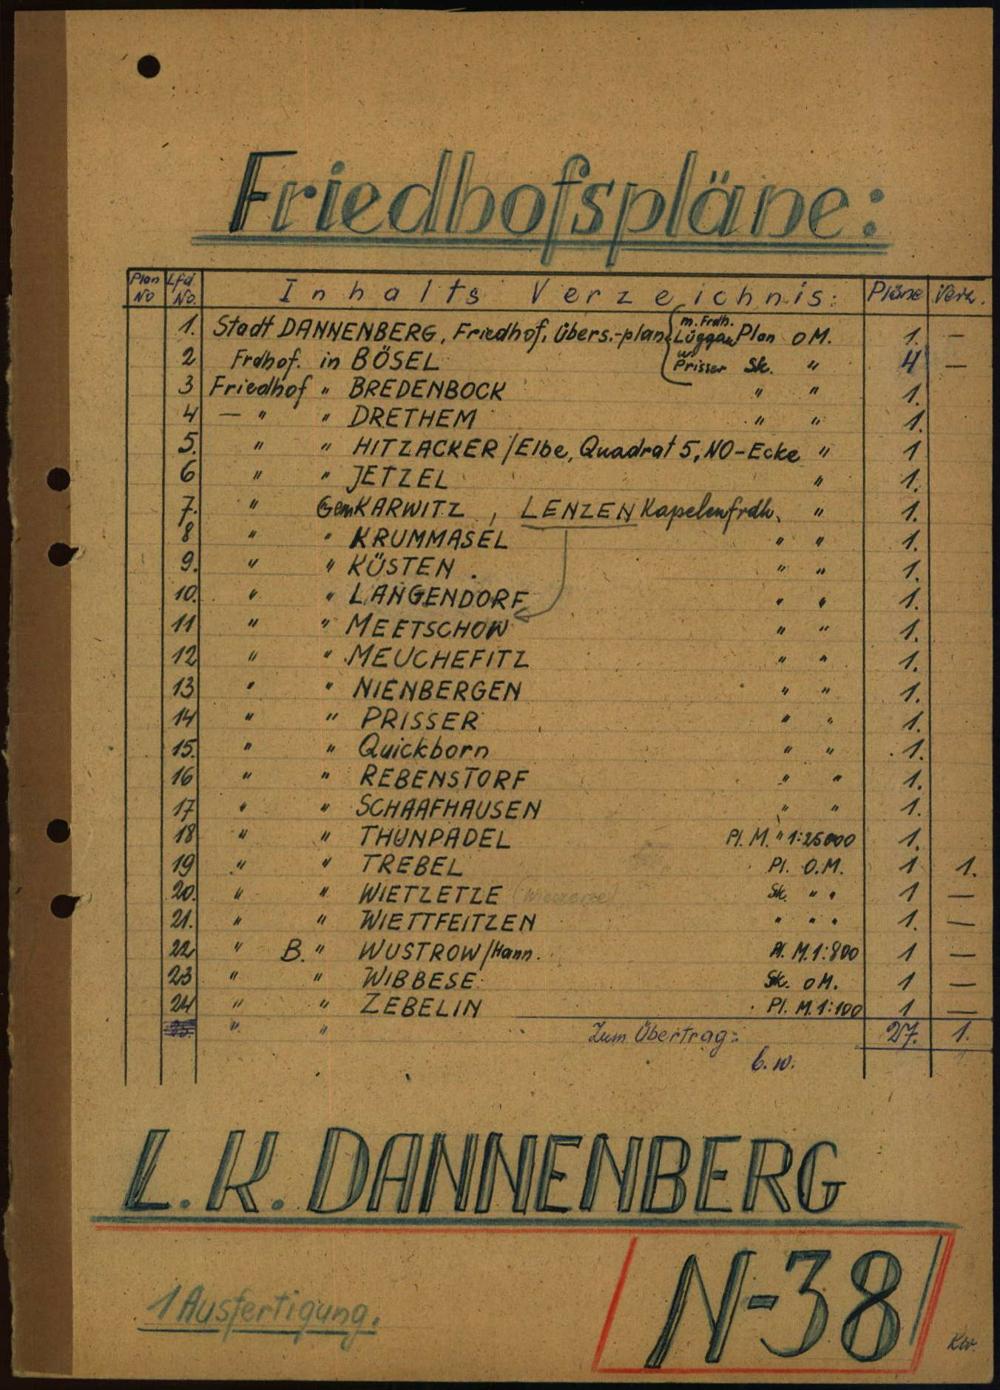 Friedhofspläne:
Plan No Lfd. No. Inhalts Verzeichnis: Pläne Verz.
1. Stadt DANNENBERG, Friedhof, Übers.-plan m. Frdh. Lüggau u. Prisser Plan oM. 1. —
2 Frdhof. in BÖSEL Sk. " 4 —
3 Friedhof " BREDENBOCK " " 1.
4 — " " DRETHEM " " 1.
5. " " HITZACKER/Elbe, Quadrat 5, NO-Ecke " 1
6 " " JETZEL " 1.
7. " Gem KARWITZ, LENZEN Kapelenfrdh. " 1.
8 " " KRUMMASEL " " 1.
9. " " KÜSTEN . " " 1.
10. " " LANGENDORF " " 1.
11 " " MEETSCHOW " " 1.
12 " " MEUCHEFITZ " " 1.
13 " " NIENBERGEN " " 1.
14 " " PRISSER " " 1.
15. " " Quickborn " " 1.
16 " " REBENSTORF " " 1.
17 " " SCHAAFHAUSEN " " 1.
18 " " THUNPADEL Pl. M. " 1:25000 1.
19 " " TREBEL Pl. O.M. 1 1.
20. " " WIETZETZE Sk. " " 1 —
21. " " WIETTFEITZEN " " " 1. —
22 " B. " WUSTROW/Hann. Pl. M. 1:800 1 —
23 " " WIBBESE Sk. oM. 1 —
24 " " ZEBELIN Pl. M. 1:100 1 —
25. " " Zum Übertrag: 27. 1.
b.w.
L.K. DANNENBERG
N-38
1 Ausfertigung.